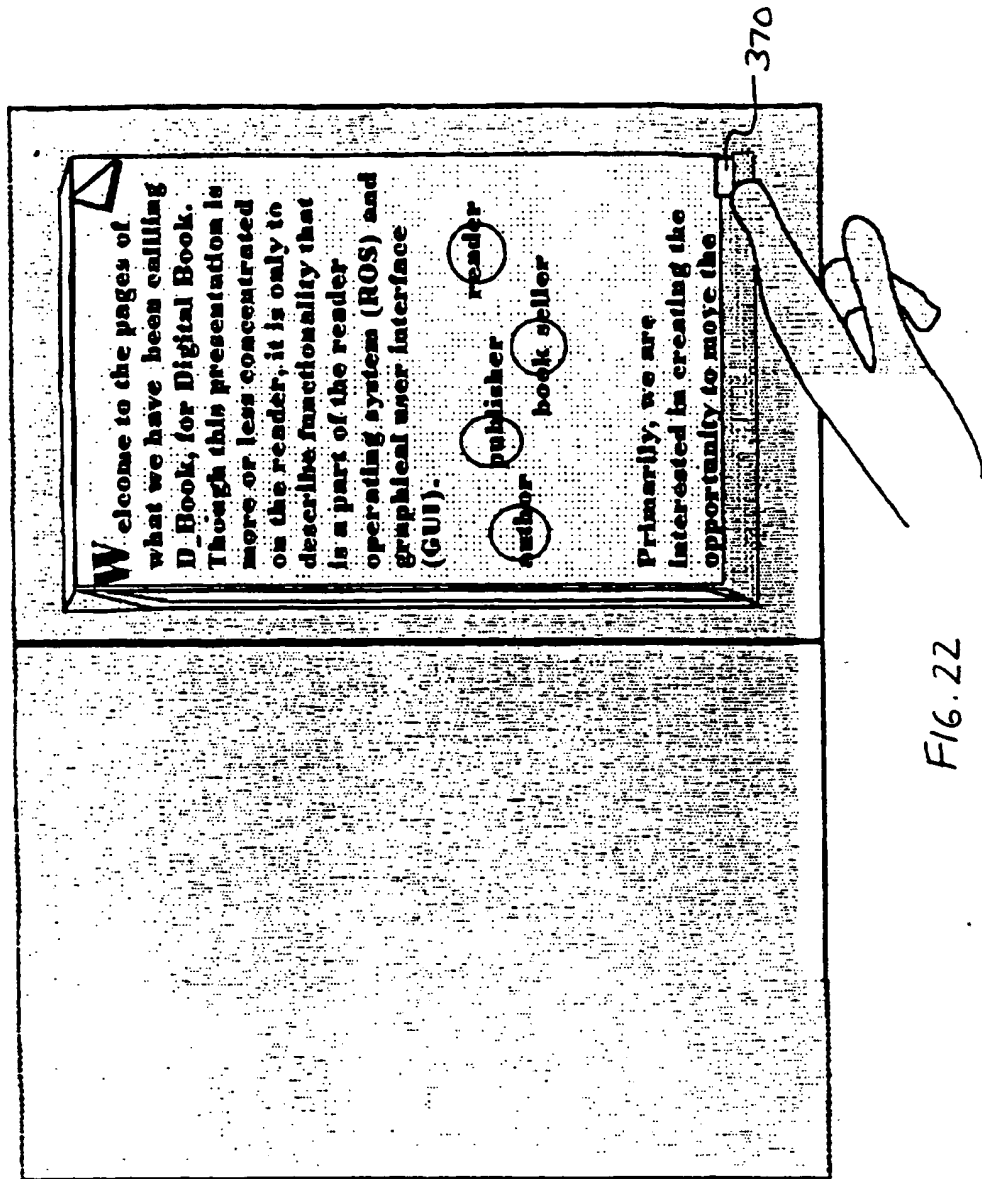 Welcome to the pages of
what we have been callling
D_Book, for Digital Book.
Though this presentation is
more or less concentrated
on the reader, it is only to
describe functionality that
is a part of the reader
operating system (ROS) and
graphical user interface
(GUI).
author
publisher
book seller
reader
Primarily, we are
interested in creating the
opportunity to move the
370
FIG. 22